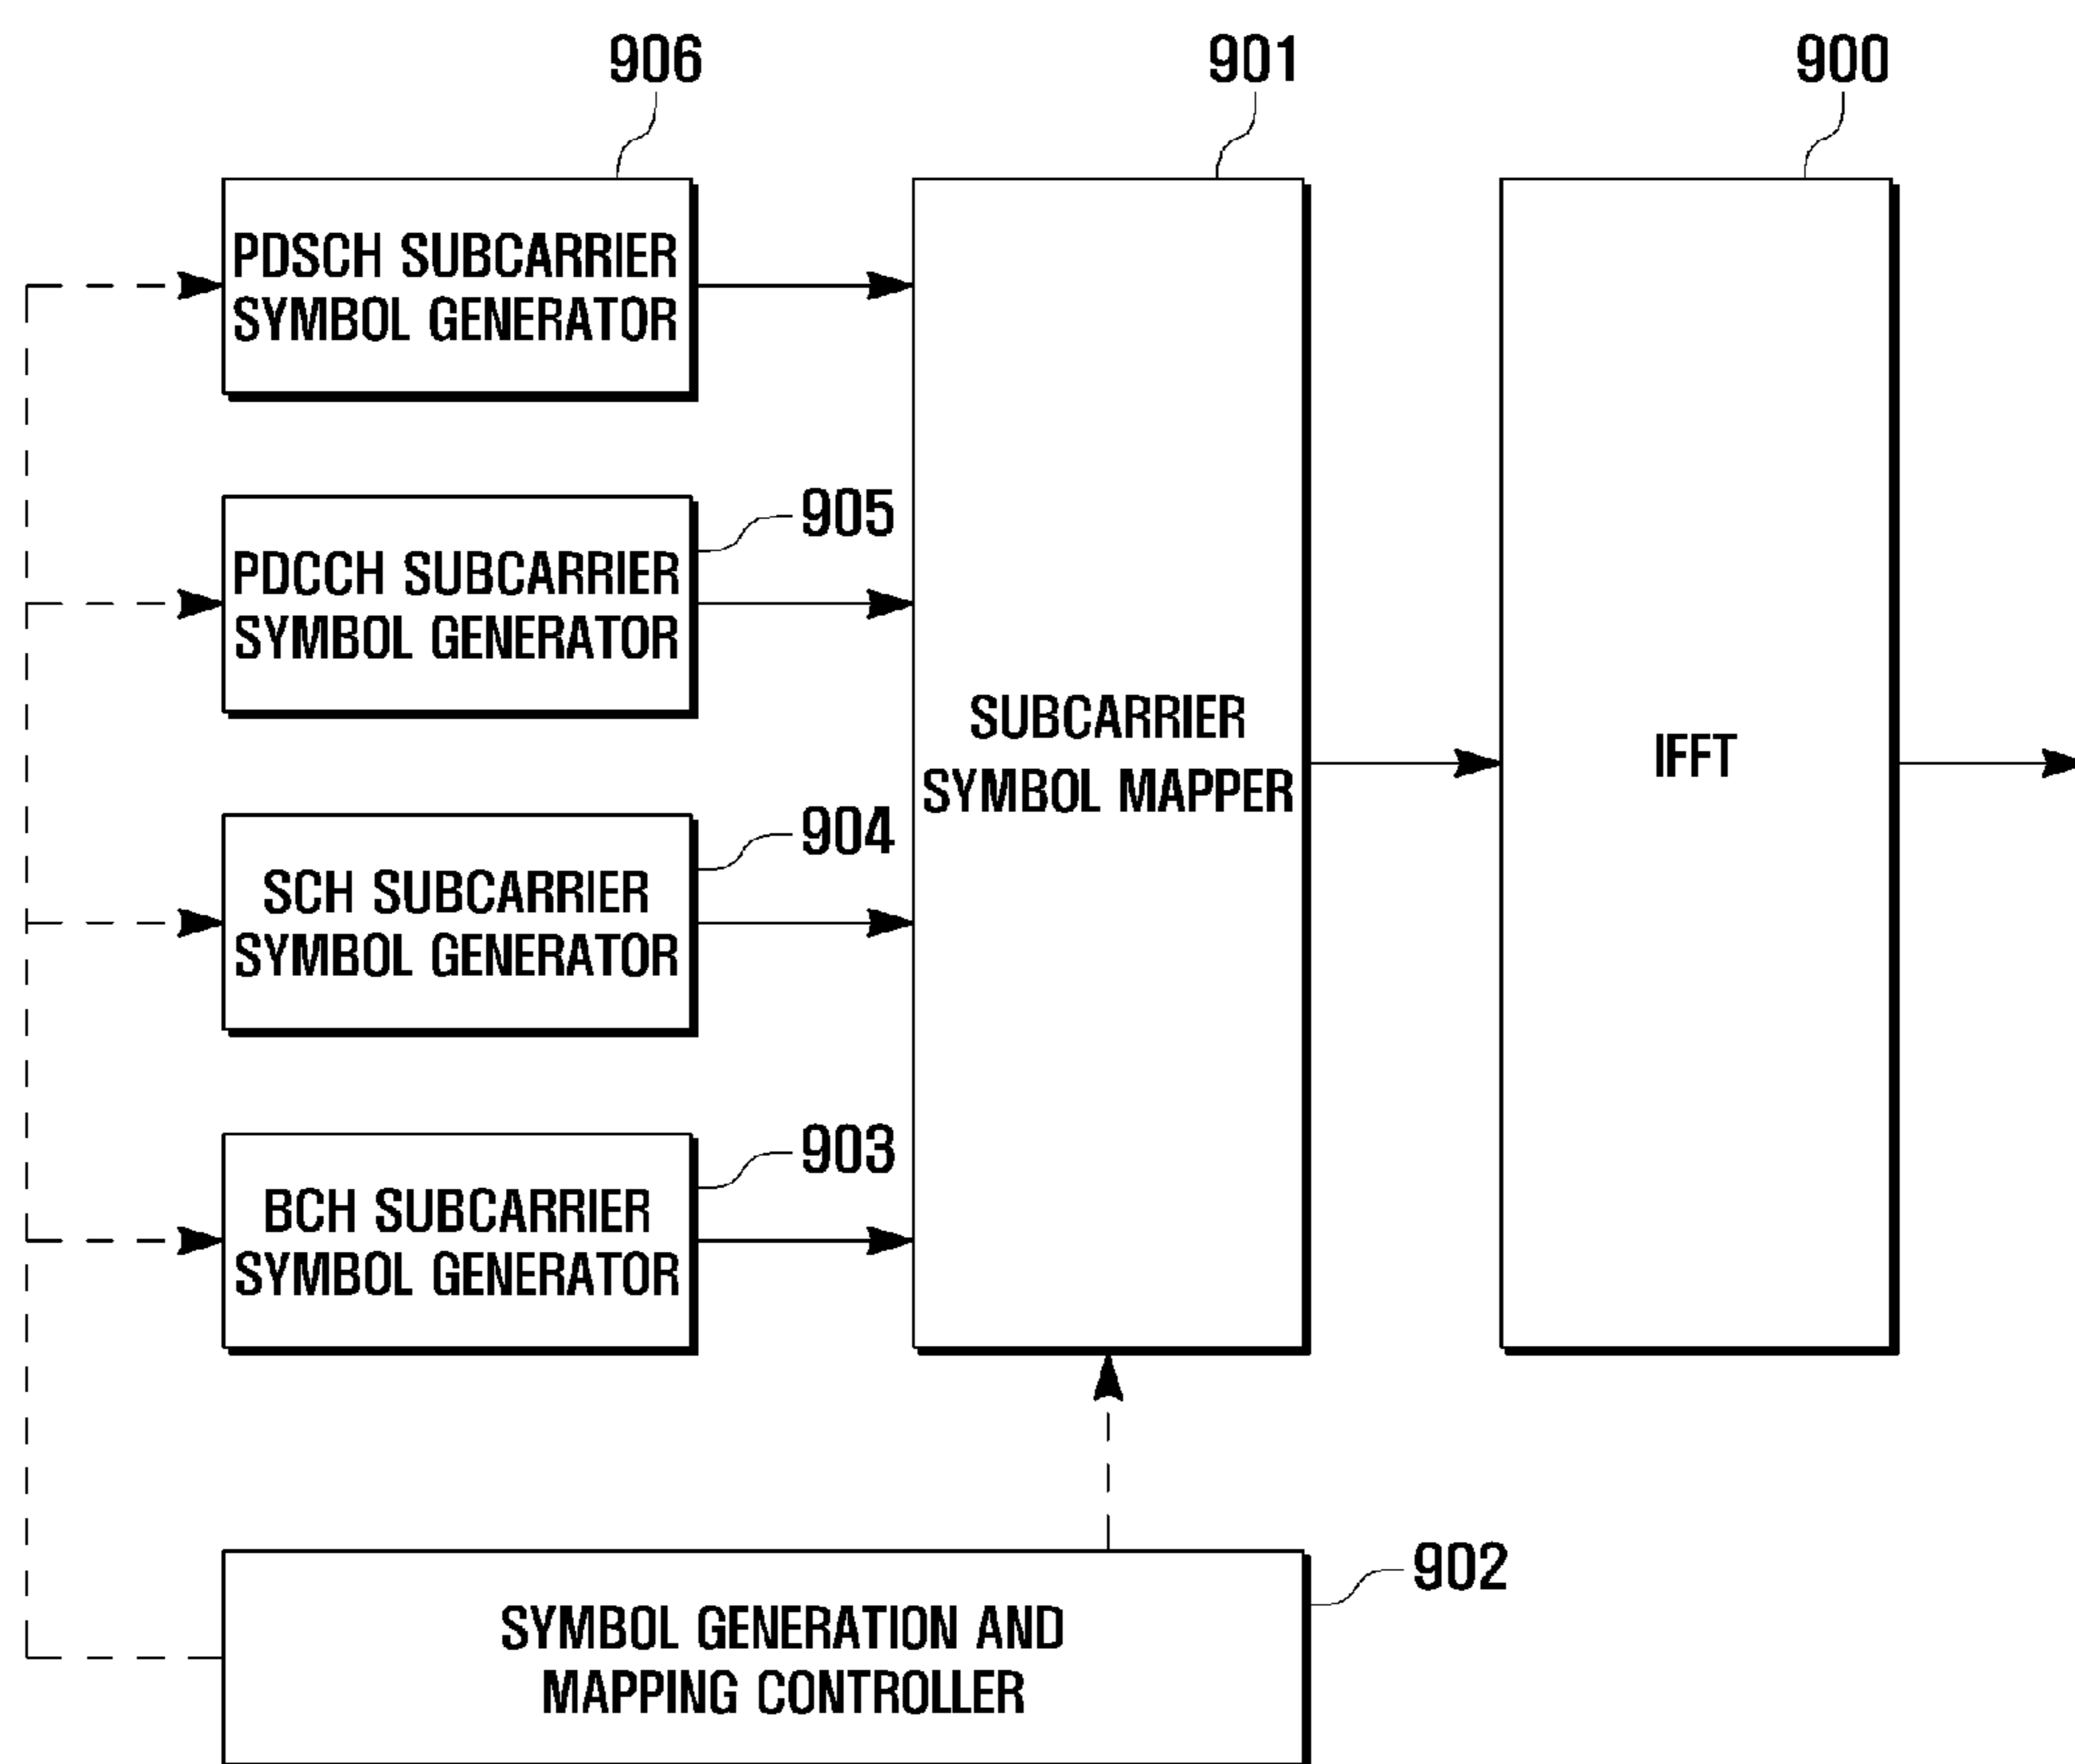 906
901
900
PDSCH SUBCARRIER
SYMBOL GENERATOR
905
PDCCH SUBCARRIER
SYMBOL GENERATOR
SUBCARRIER
SYMBOL MAPPER
IFFT
904
SCH SUBCARRIER
SYMBOL GENERATOR
903
BCH SUBCARRIER
SYMBOL GENERATOR
902
SYMBOL GENERATION AND
MAPPING CONTROLLER